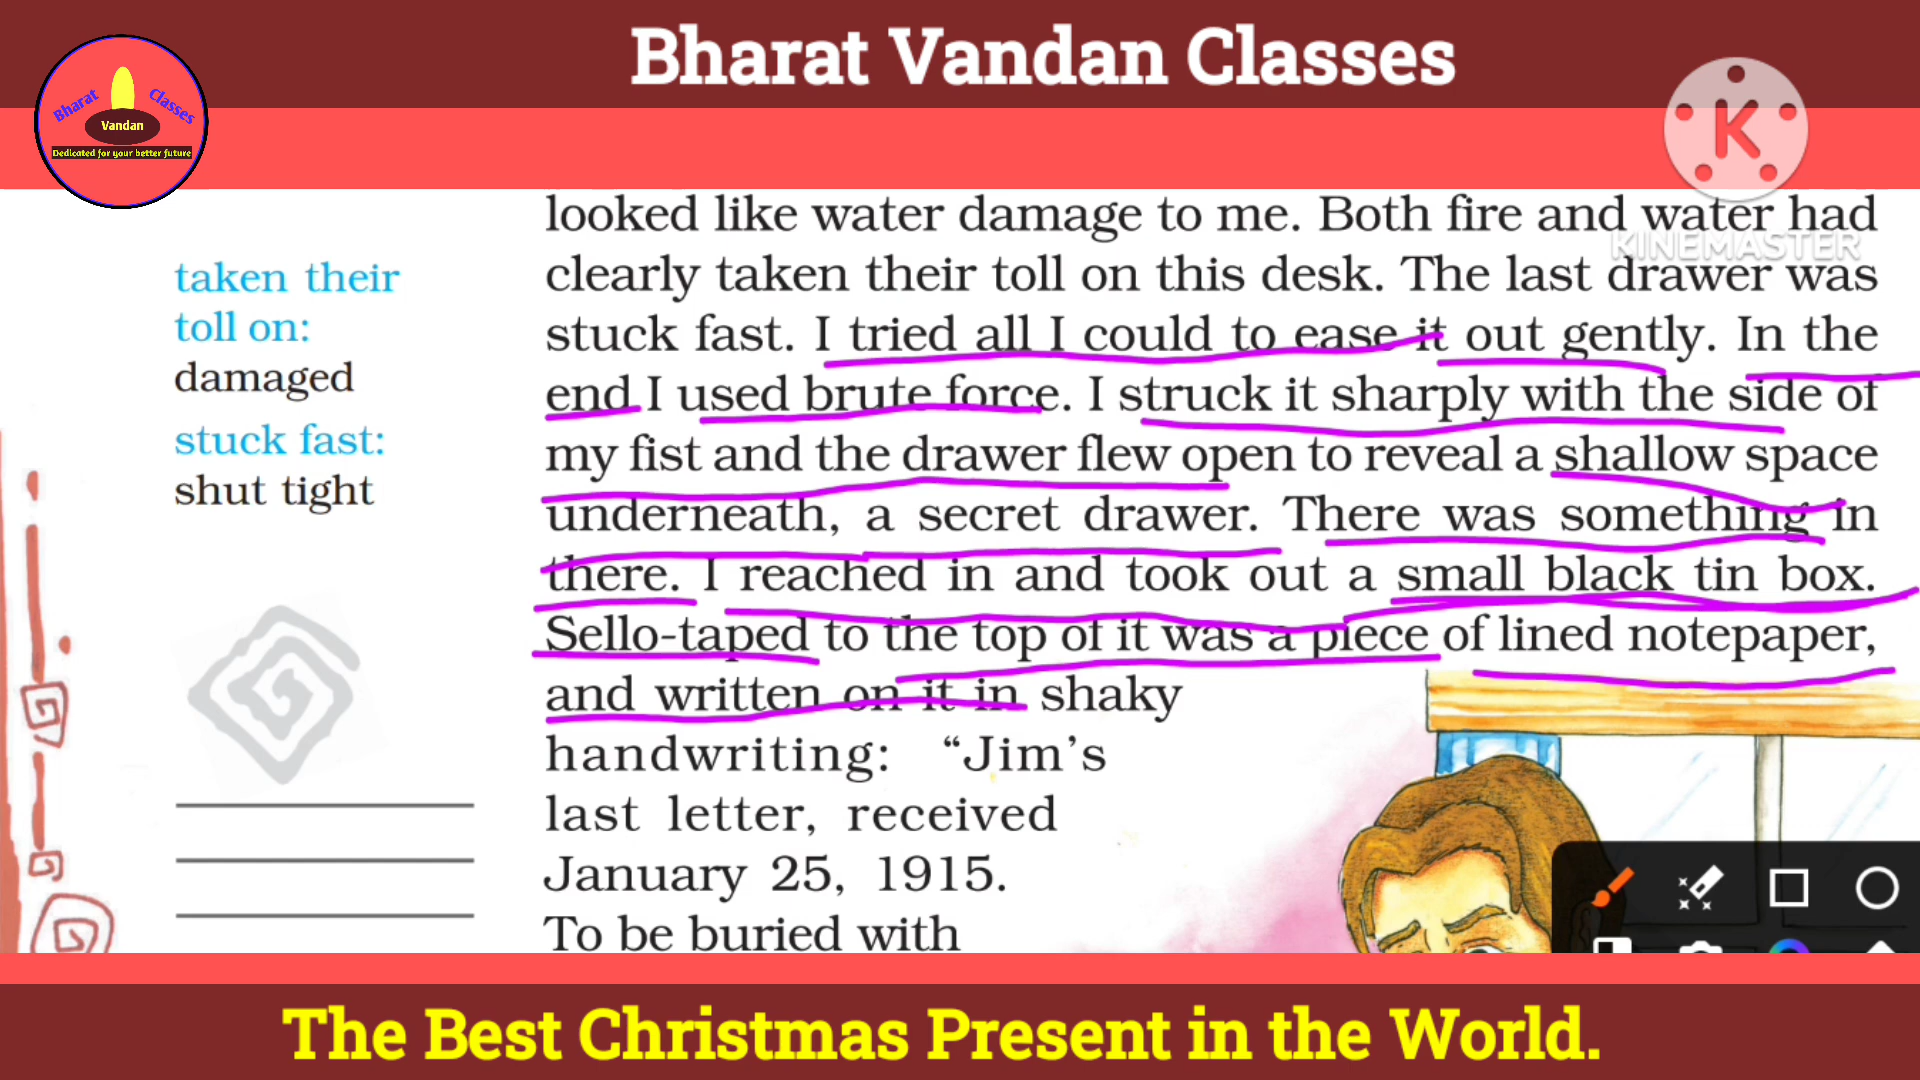 Bharat Vandan Classes
Bharat Classes
Vandan
Dedicated for your better future
K
KINEMASTER
taken their
toll on:
damaged
stuck fast:
shut tight
looked like water damage to me. Both fire and water had
clearly taken their toll on this desk. The last drawer was
stuck fast. I tried all I could to ease it out gently. In the
end I used brute force. I struck it sharply with the side of
my fist and the drawer flew open to reveal a shallow space
underneath, a secret drawer. There was something in
there. I reached in and took out a small black tin box.
Sello-taped to the top of it was a piece of lined notepaper,
and written on it in shaky
handwriting: “Jim’s
last letter, received
January 25, 1915.
To be buried with
The Best Christmas Present in the World.